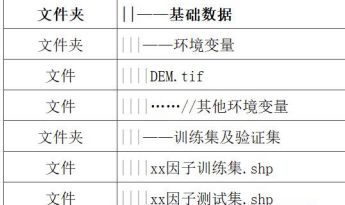 文件夹 ||——基础数据
文件夹 |||——环境变量
文件 ||||DEM.tif
文件 ||||……//其他环境变量
文件夹 |||——训练集及验证集
文件 ||||xx因子训练集.shp
文件 ||||xx因子测试集.shp